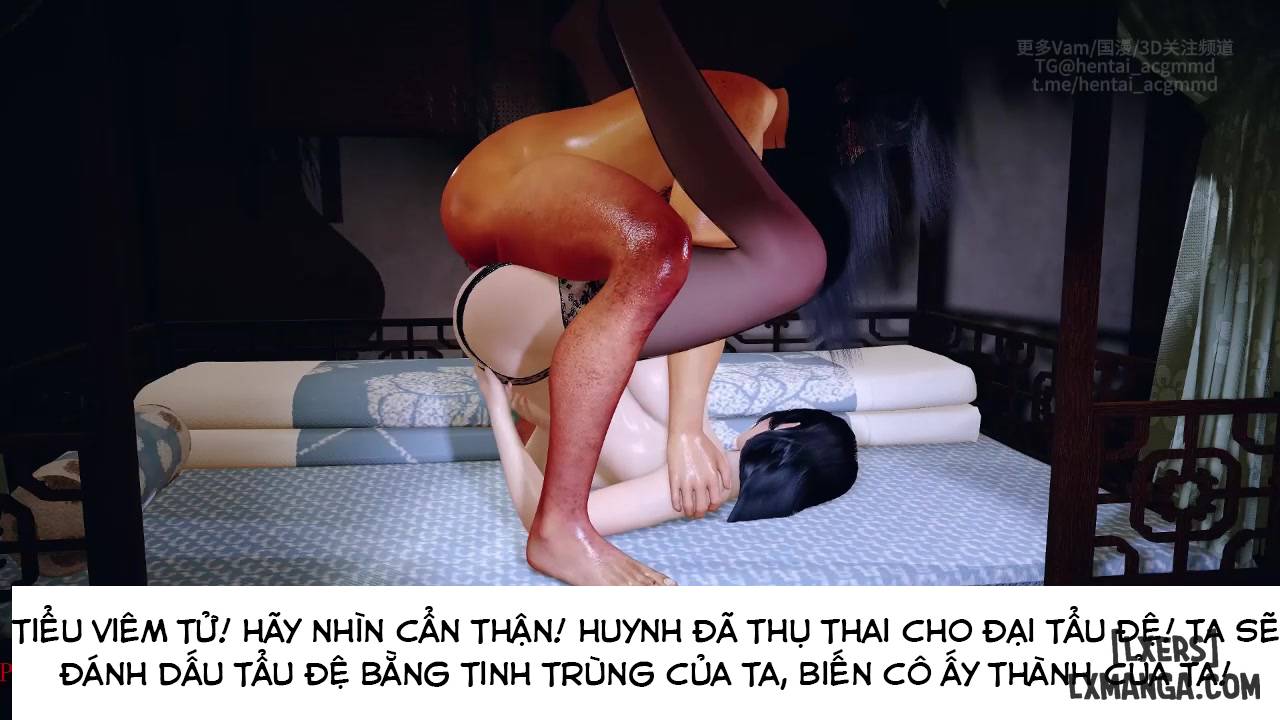 更多Vam/国漫/3D关注频道
TG@hentai_acgmmd
t.me/hentai_acgmmd
TIỂU VIÊM TỬ! HÃY NHÌN CẨN THẬN! HUYNH ĐÃ THỤ THAI CHO ĐẠI TẨU ĐỆ! TA SẼ
ĐÁNH DẤU TẨU ĐỆ BẰNG TINH TRÙNG CỦA TA, BIẾN CÔ ẤY THÀNH CỦA TA!
[LXERS]
LXMANGA.COM